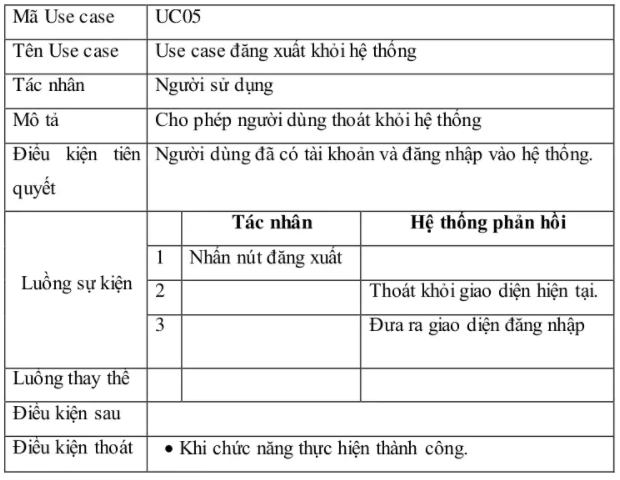 Mã Use case UC05
Tên Use case Use case đăng xuất khỏi hệ thống
Tác nhân Người sử dụng
Mô tả Cho phép người dùng thoát khỏi hệ thống
Điều kiện tiên Người dùng đã có tài khoản và đăng nhập vào hệ thống.
quyết
Tác nhân Hệ thống phản hồi
1 Nhấn nút đăng xuất
Luồng sự kiện 2 Thoát khỏi giao diện hiện tại.
3 Đưa ra giao diện đăng nhập
Luồng thay thế
Điều kiện sau
Điều kiện thoát • Khi chức năng thực hiện thành công.